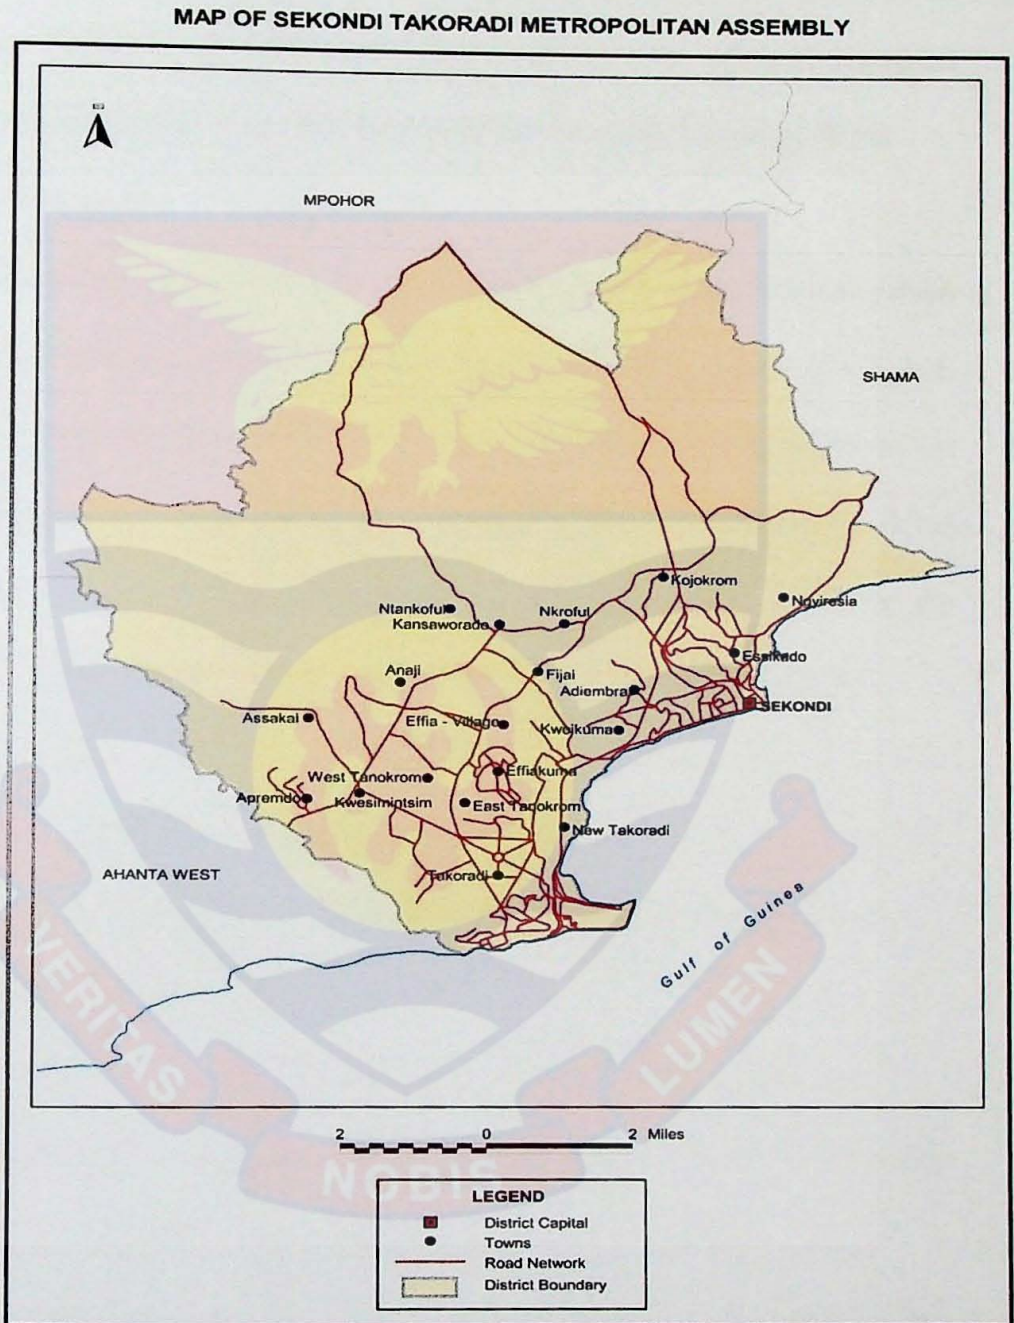 MAP OF SEKONDI TAKORADI METROPOLITAN ASSEMBLY
MPOHOR
SHAMA
Kojokrom
Ngyiresia
Ntankoful
Kansaworado
Nkroful
Essikado
Anaji
Fijai
Adiembra
SEKONDI
Assakai
Effia - Village
Kweikuma
West Tanokrom
Effiakuma
Apremdo
Kwesimintsim
East Tanokrom
New Takoradi
AHANTA WEST
Takoradi
Gulf of Guinea
VERITAS
NOBIS
LUMEN
2 0 2 Miles
LEGEND
District Capital
Towns
Road Network
District Boundary